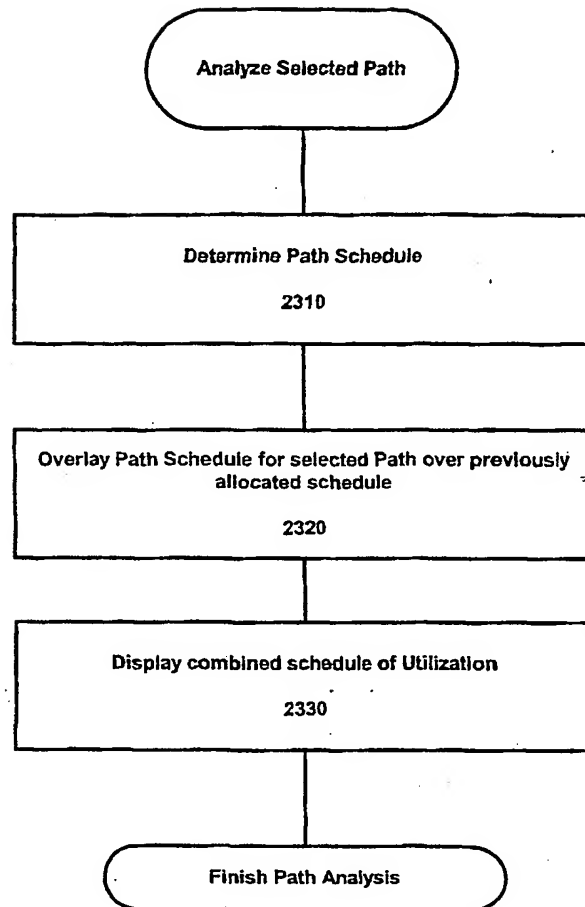 Analyze Selected Path
Determine Path Schedule
2310
Overlay Path Schedule for selected Path over previously
allocated schedule
2320
Display combined schedule of Utilization
2330
Finish Path Analysis